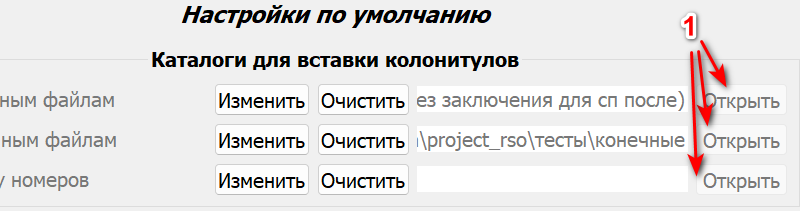 Настройки по умолчанию
Каталоги для вставки колонитулов
1
ным файлам Изменить Очистить ез заключения для сп после) Открыть
ным файлам Изменить Очистить \project_rso\тесты\конечные Открыть
у номеров Изменить Очистить Открыть